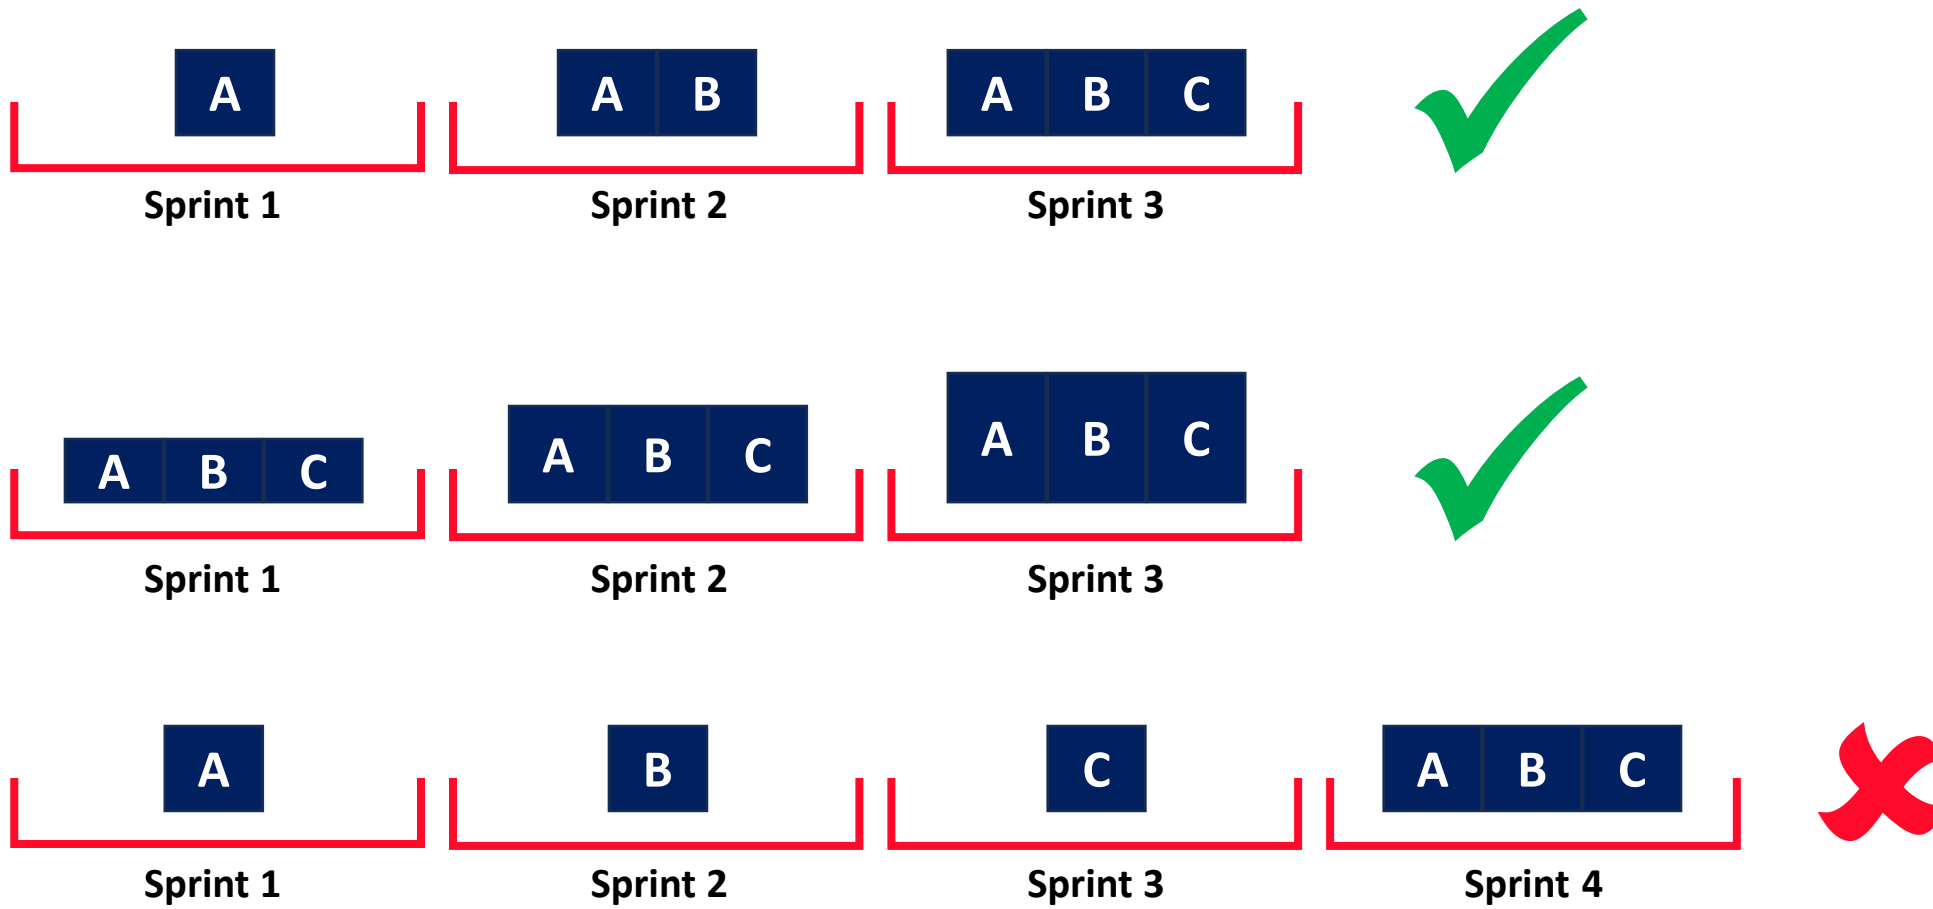 A A B A B C
Sprint 1 Sprint 2 Sprint 3
A B C A B C A B C
Sprint 1 Sprint 2 Sprint 3
A B C A B C
Sprint 1 Sprint 2 Sprint 3 Sprint 4